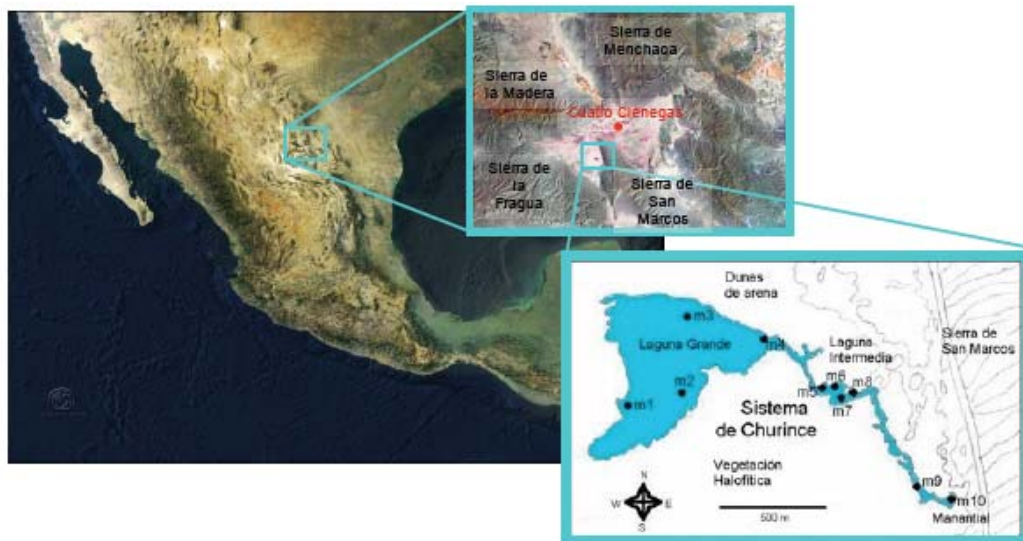 Sierra de
Menchaca
Sierra de
la Madera
Cuatro Ciénegas
Sierra de
la
Fragua
Sierra de
San
Marcos
Dunas
de arena
m3
Laguna Grande
m4
Laguna
Intermedia
Sierra de
San Marcos
m5
m6
m8
m7
m2
m1
Sistema
de Churince
Vegetación
Halofítica
m9
m10
Manantial
N
W
E
S
500 m